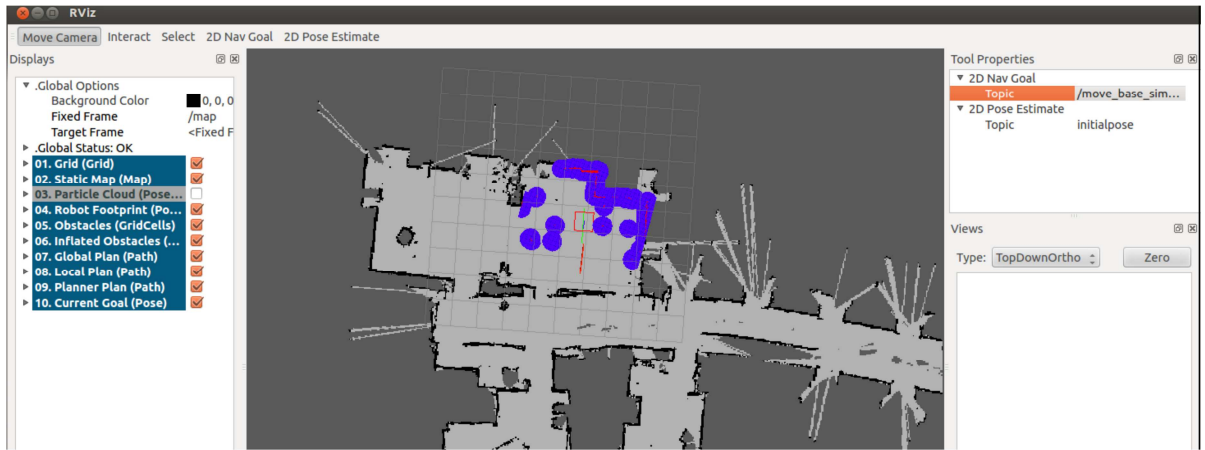 RViz
Move Camera Interact Select 2D Nav Goal 2D Pose Estimate
Displays
.Global Options
Background Color 0, 0, 0
Fixed Frame /map
Target Frame <Fixed F
.Global Status: OK
01. Grid (Grid)
02. Static Map (Map)
03. Particle Cloud (Pose...
04. Robot Footprint (Po...
05. Obstacles (GridCells)
06. Inflated Obstacles (...
07. Global Plan (Path)
08. Local Plan (Path)
09. Planner Plan (Path)
10. Current Goal (Pose)
Tool Properties
2D Nav Goal
Topic /move_base_sim...
2D Pose Estimate
Topic initialpose
Views
Type: TopDownOrtho Zero